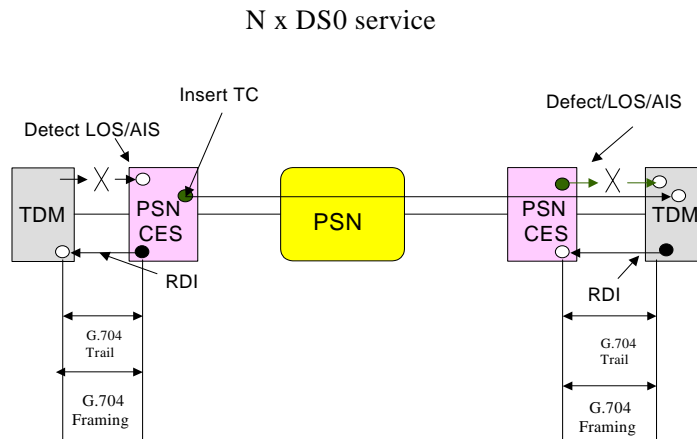 N x DS0 service
Insert TC
Defect/LOS/AIS
Detect LOS/AIS
TDM
PSN
CES
PSN
PSN
CES
TDM
RDI
RDI
G.704
Trail
G.704
Trail
G.704
Framing
G.704
Framing